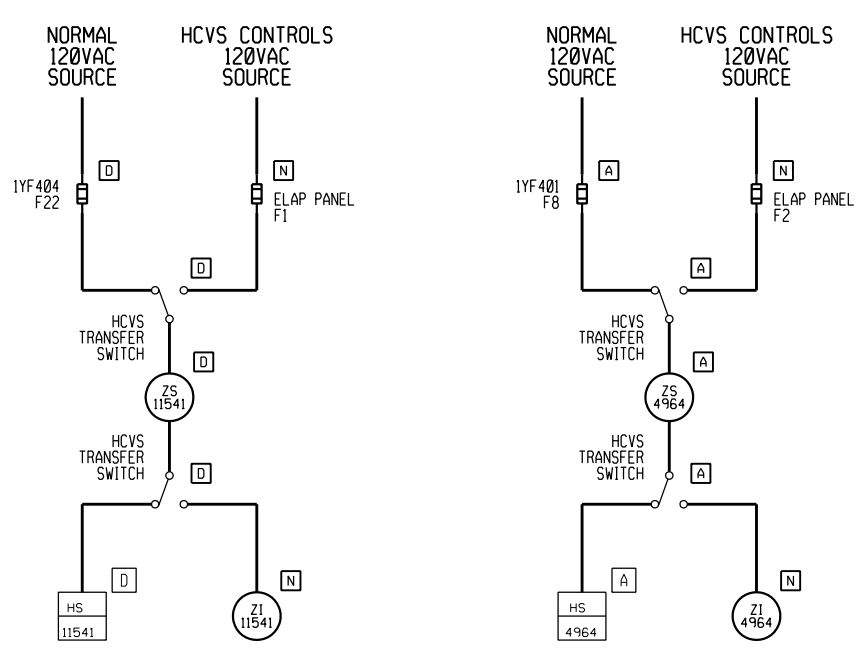 NORMAL
120VAC
SOURCE
HCVS CONTROLS
120VAC
SOURCE
D
N
1YF404
F22
ELAP PANEL
F1
D
HCVS
TRANSFER
SWITCH
D
ZS
11541
HCVS
TRANSFER
SWITCH
D
D
N
HS
11541
ZI
11541
NORMAL
120VAC
SOURCE
HCVS CONTROLS
120VAC
SOURCE
A
N
1YF401
F8
ELAP PANEL
F2
A
HCVS
TRANSFER
SWITCH
A
ZS
4964
HCVS
TRANSFER
SWITCH
A
A
N
HS
4964
ZI
4964